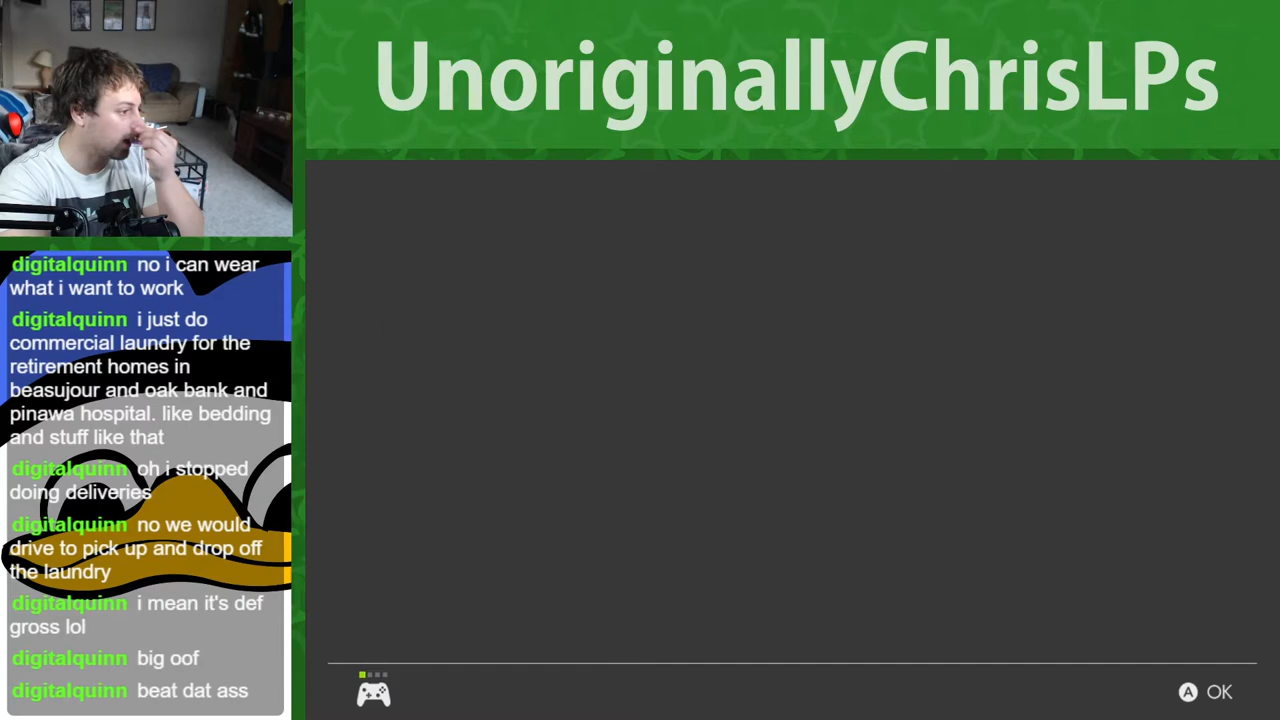 UnoriginallyChrisLPs
digitalquinn no i can wear
what i want to work
digitalquinn i just do
commercial laundry for the
retirement homes in
beasujour and oak bank and
pinawa hospital. like bedding
and stuff like that
digitalquinn oh i stopped
doing deliveries
digitalquinn no we would
drive to pick up and drop off
the laundry
digitalquinn i mean it's def
gross lol
digitalquinn big oof
digitalquinn beat dat ass
A OK